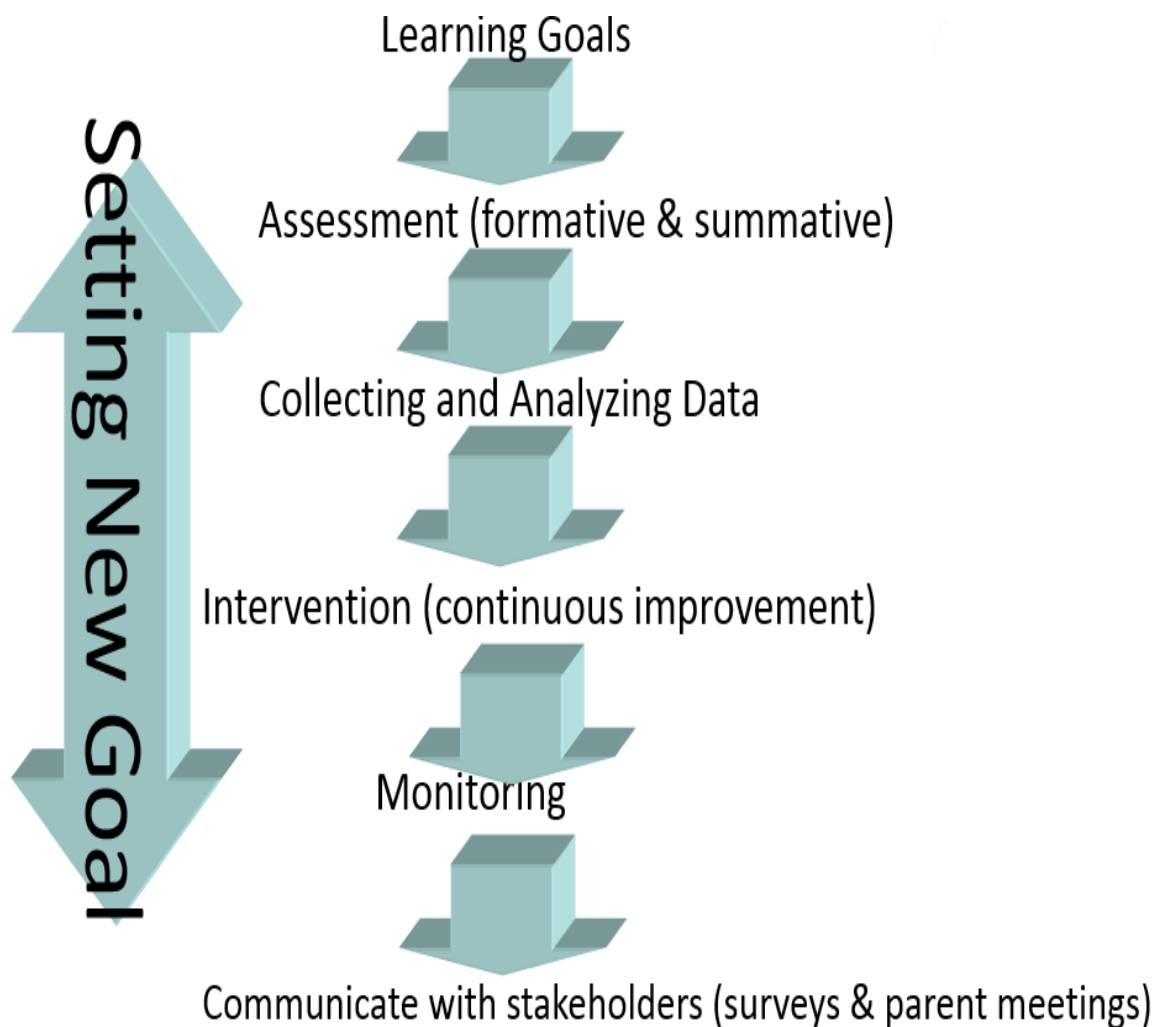 Learning Goals
Assessment (formative & summative)
Collecting and Analyzing Data
Intervention (continuous improvement)
Monitoring
Communicate with stakeholders (surveys & parent meetings)
Setting New Goal